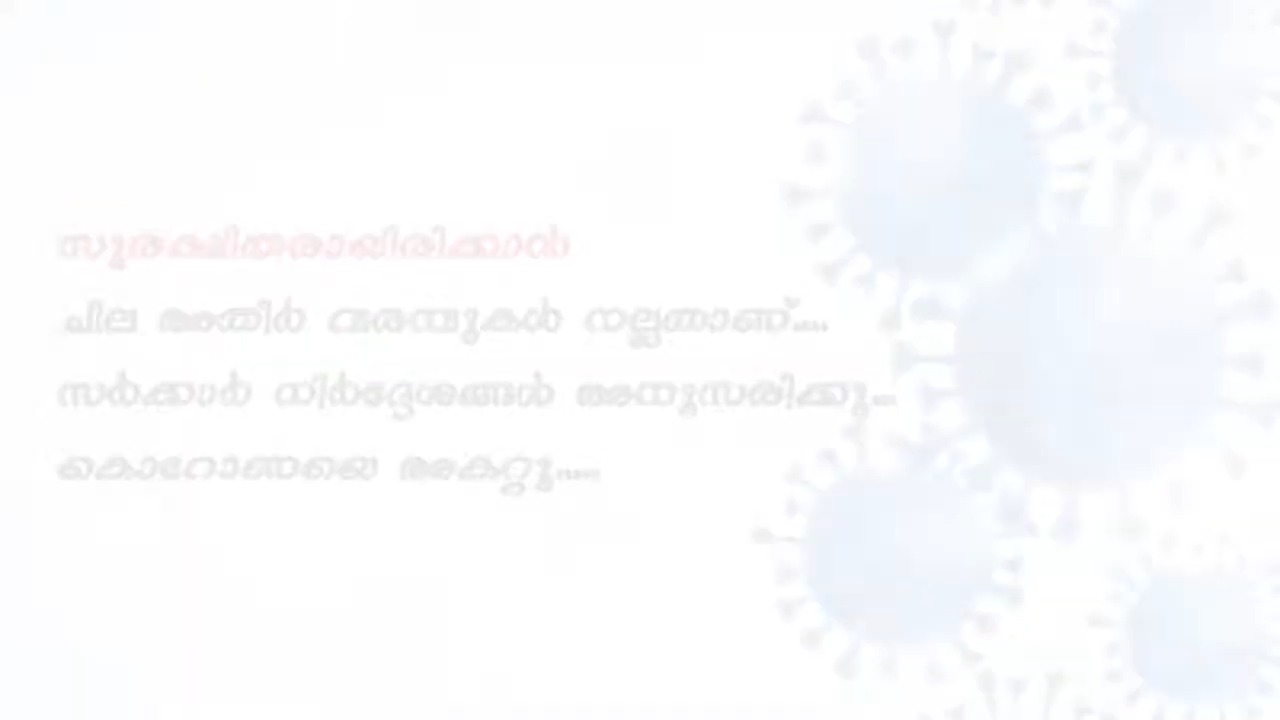 സുരക്ഷിതരായിരിക്കാൻ
ചില അതിർ വരമ്പുകൾ നല്ലതാണ്....
സർക്കാർ നിർദ്ദേശങ്ങൾ അനുസരിക്കൂ...
കൊറോണയെ അകറ്റൂ.....